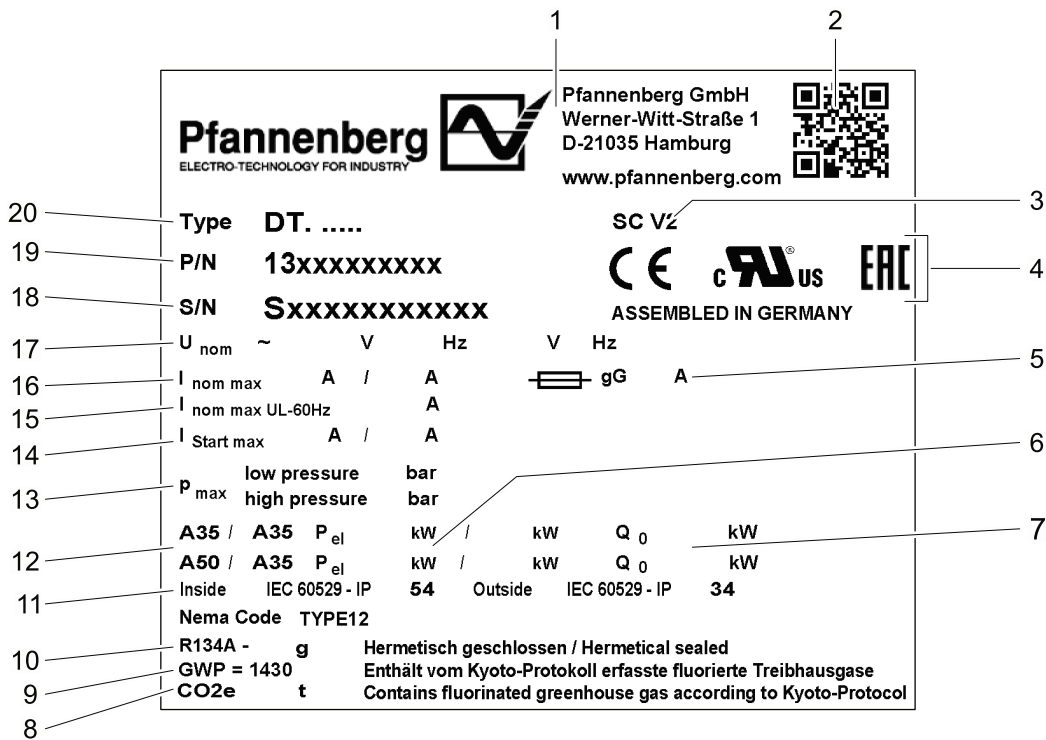 1 2
Pfannenberg
ELECTRO-TECHNOLOGY FOR INDUSTRY
Pfannenberg GmbH
Werner-Witt-Straße 1
D-21035 Hamburg
www.pfannenberg.com
20 Type DT. ..... SC V2 3
19 P/N 13xxxxxxxxx CE c RU® US EAC 4
18 S/N Sxxxxxxxxxxx ASSEMBLED IN GERMANY
17 U nom ~ V Hz V Hz
16 I nom max A / A gG A 5
15 I nom max UL-60Hz A
14 I Start max A / A 6
13 p max low pressure bar
high pressure bar
12 A35 / A35 P el kW / kW Q 0 kW 7
A50 / A35 P el kW / kW Q 0 kW
11 Inside IEC 60529 - IP 54 Outside IEC 60529 - IP 34
Nema Code TYPE12
10 R134A - g Hermetisch geschlossen / Hermetical sealed
9 GWP = 1430 Enthält vom Kyoto-Protokoll erfasste fluorierte Treibhausgase
8 CO2e t Contains fluorinated greenhouse gas according to Kyoto-Protocol